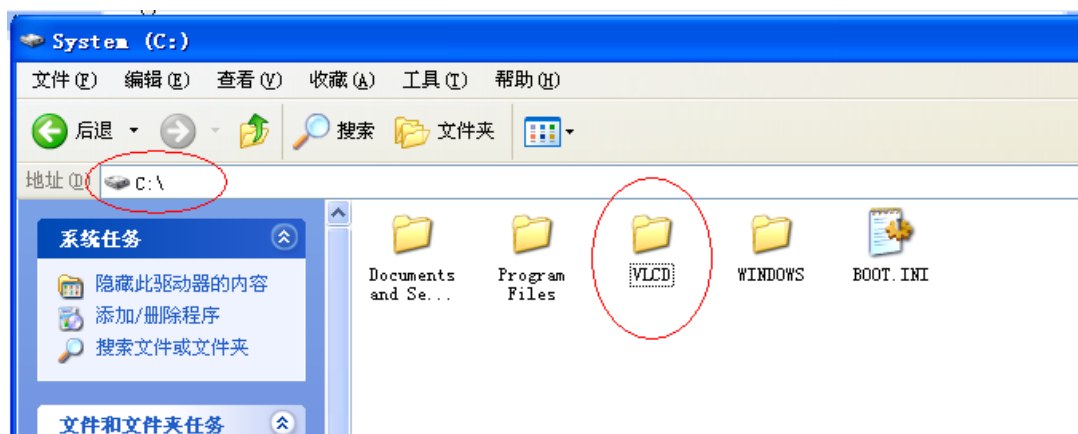 System (C:)
文件(F) 编辑(E) 查看(V) 收藏(A) 工具(T) 帮助(H)
后退 搜索 文件夹
地址(D) C:\
系统任务
隐藏此驱动器的内容
添加/删除程序
搜索文件或文件夹
文件和文件夹任务
Documents
and Se...
Program
Files
VLCD
WINDOWS
BOOT.INI